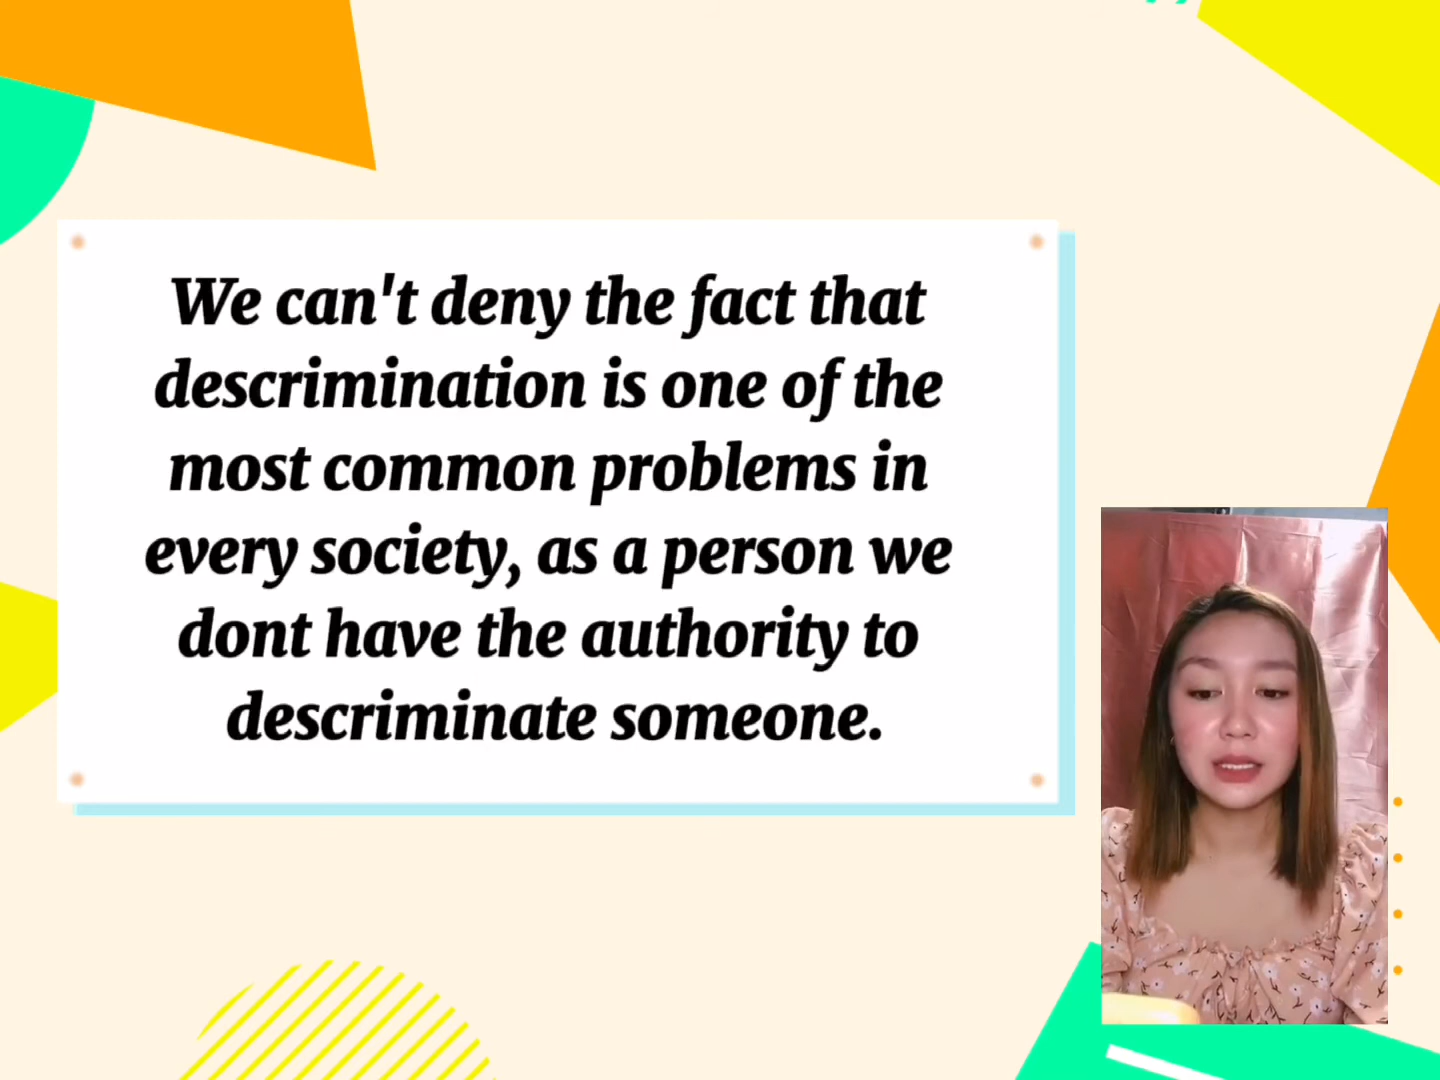 We can't deny the fact that
descrimination is one of the
most common problems in
every society, as a person we
dont have the authority to
descriminate someone.